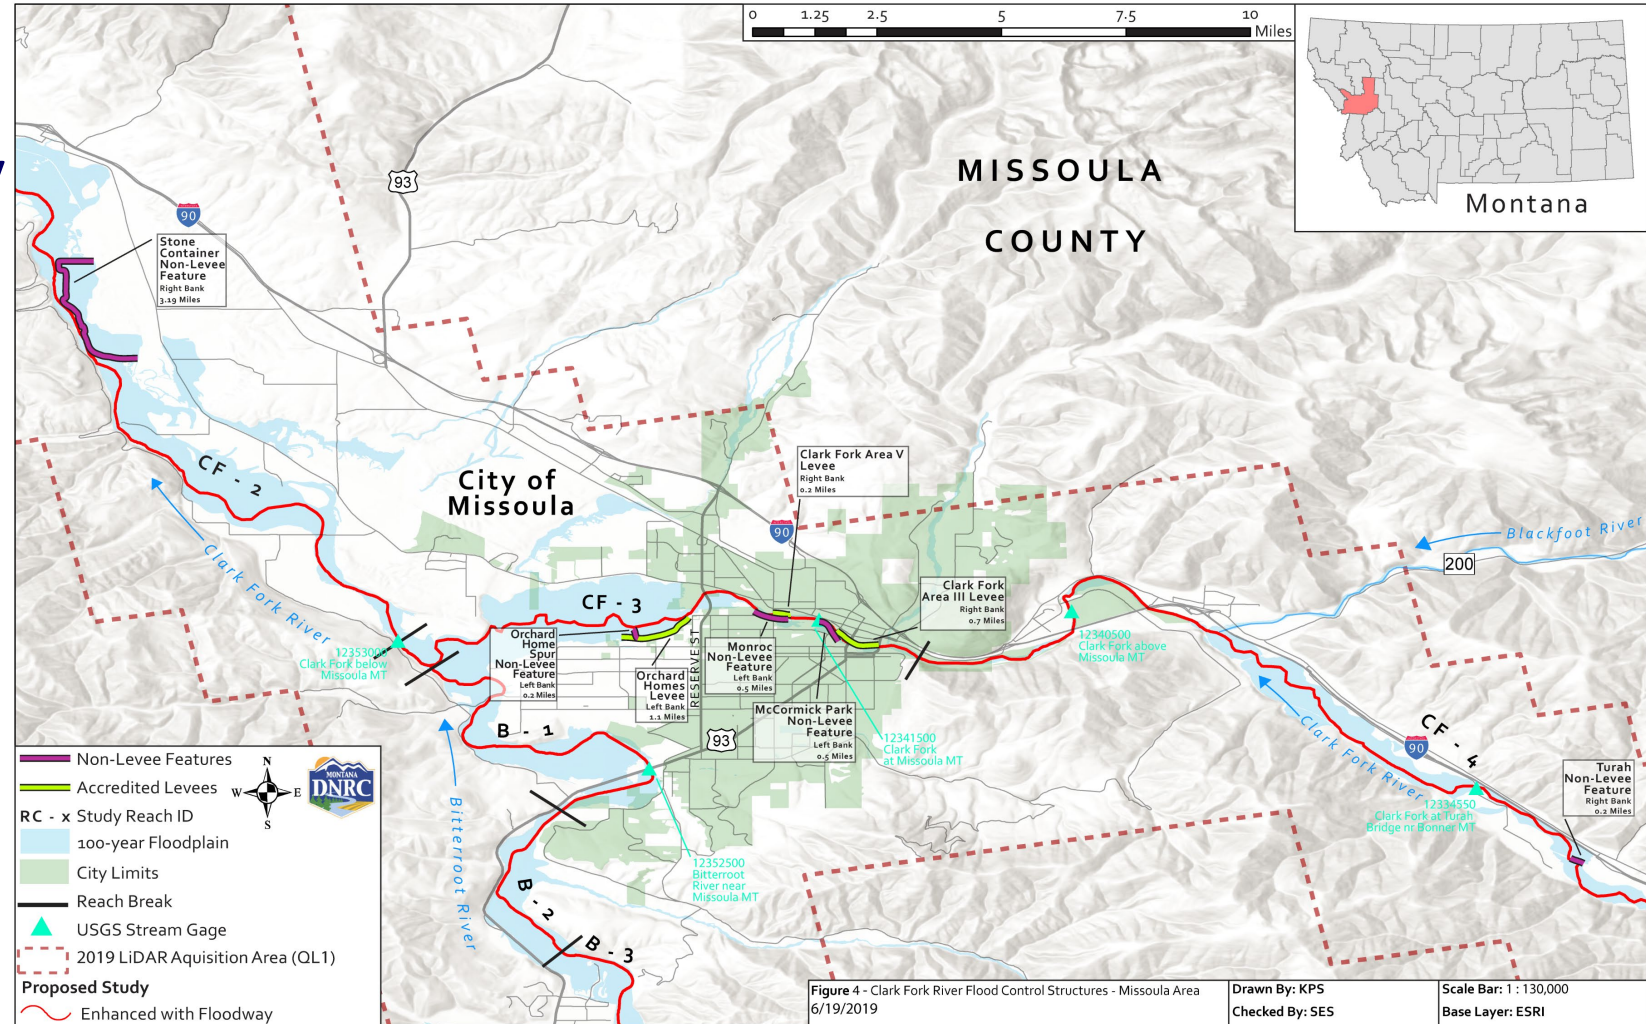 0 1.25 2.5 5 7.5 10
Miles
Montana
MISSOULA
COUNTY
93
90
Stone
Container
Non-Levee
Feature
Right Bank
3.19 Miles
CF - 2
Clark Fork River
City of
Missoula
Clark Fork Area V
Levee
Right Bank
0.2 Miles
90
Blackfoot River
200
CF - 3
Clark Fork
Area III Levee
Right Bank
0.7 Miles
12353000
Clark Fork below
Missoula MT
Orchard
Home
Spur
Non-Levee
Feature
Left Bank
0.2 Miles
Orchard
Homes
Levee
Left Bank
1.1 Miles
RESERVE ST
Monroc
Non-Levee
Feature
Left Bank
0.5 Miles
12340500
Clark Fork above
Missoula MT
McCormick Park
Non-Levee
Feature
Left Bank
0.5 Miles
12341500
Clark Fork
at Missoula MT
93
B - 1
Clark Fork River
CF - 4
90
12334550
Clark Fork at Turah
Bridge nr Bonner MT
Turah
Non-Levee
Feature
Right Bank
0.2 Miles
Bitterroot River
12352500
Bitterroot
River near
Missoula MT
B - 2
B - 3
Non-Levee Features
Accredited Levees
RC - x Study Reach ID
100-year Floodplain
City Limits
Reach Break
USGS Stream Gage
2019 LiDAR Aquisition Area (QL1)
Proposed Study
Enhanced with Floodway
N
W E
S
MONTANA
DNRC
Figure 4 - Clark Fork River Flood Control Structures - Missoula Area
6/19/2019
Drawn By: KPS
Checked By: SES
Scale Bar: 1 : 130,000
Base Layer: ESRI